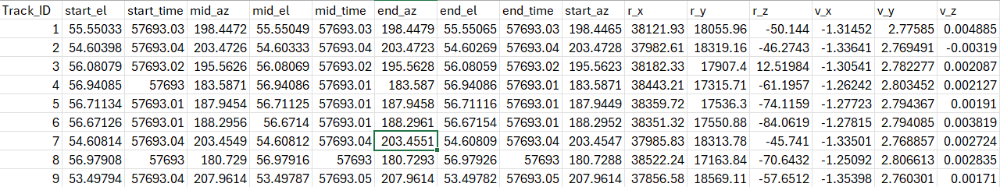 Track_ID start_el start_time mid_az mid_el mid_time end_az end_el end_time start_az r_x r_y r_z v_x v_y v_z
1 55.55033 57693.03 198.4472 55.55049 57693.03 198.4479 55.55065 57693.03 198.4465 38121.93 18055.96 -50.144 -1.31452 2.77585 0.004885
2 54.60398 57693.04 203.4726 54.60333 57693.04 203.4723 54.60269 57693.04 203.4728 37982.61 18319.16 -46.2743 -1.33641 2.769491 -0.00319
3 56.08079 57693.02 195.5626 56.08069 57693.02 195.5628 56.08059 57693.02 195.5623 38182.33 17907.4 12.51984 -1.30541 2.782277 0.002087
4 56.94085 57693 183.5871 56.94086 57693.01 183.587 56.94086 57693.01 183.5871 38443.21 17315.71 -61.1957 -1.26242 2.803452 0.002127
5 56.71134 57693.01 187.9454 56.71125 57693.01 187.9458 56.71116 57693.01 187.9449 38359.72 17536.3 -74.1159 -1.27723 2.794367 0.00191
6 56.67126 57693.01 188.2956 56.6714 57693.01 188.2961 56.67154 57693.01 188.2952 38351.32 17550.88 -84.0619 -1.27815 2.794085 0.003819
7 54.60814 57693.04 203.4549 54.60812 57693.04 203.4551 54.60809 57693.04 203.4547 37985.83 18313.78 -45.741 -1.33501 2.768857 0.002724
8 56.97908 57693 180.729 56.97916 57693 180.7293 56.97926 57693 180.7288 38522.24 17163.84 -70.6432 -1.25092 2.806613 0.002835
9 53.49794 57693.04 207.9614 53.49787 57693.05 207.9614 53.49782 57693.05 207.9614 37856.58 18569.11 -57.6512 -1.35398 2.760301 0.00171